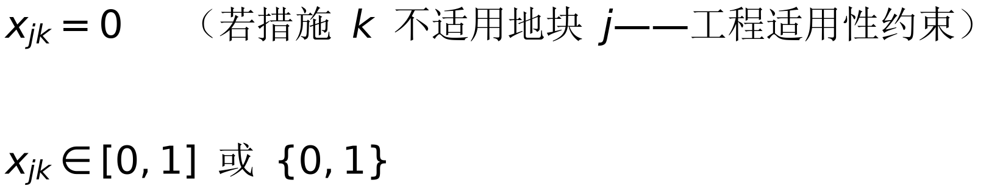 x_{jk} = 0 （若措施 k 不适用地块 j——工程适用性约束）
x_{jk} ∈ [0, 1] 或 {0, 1}